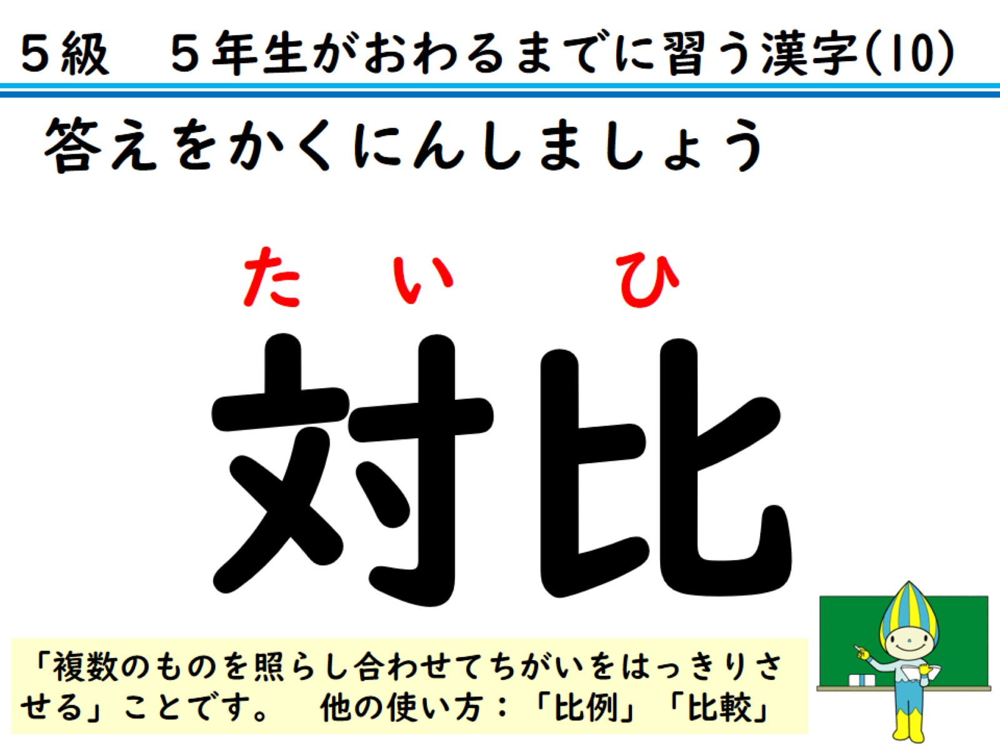 ５級　５年生がおわるまでに習う漢字(10)
答えをかくにんしましょう
たい　ひ
対比
「複数のものを照らし合わせてちがいをはっきりさ
せる」ことです。　他の使い方：「比例」「比較」